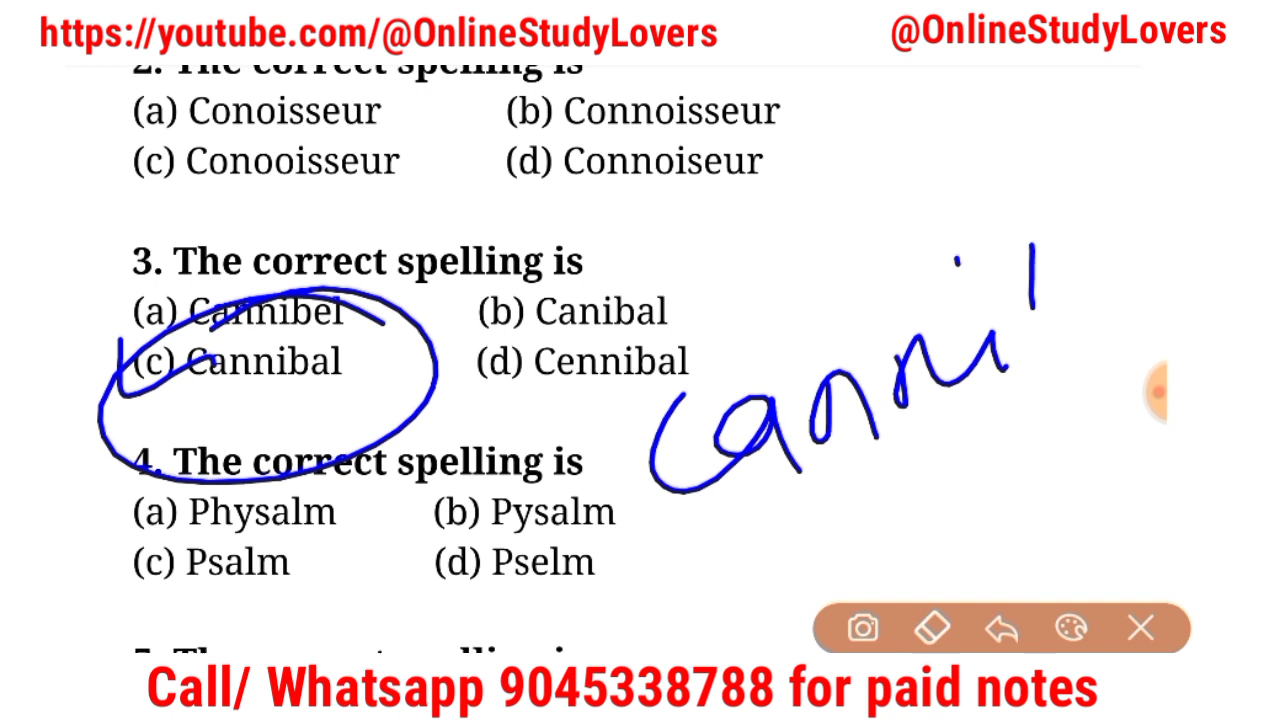 https://youtube.com/@OnlineStudyLovers @OnlineStudyLovers
2. The correct spelling is
(a) Conoisseur (b) Connoisseur
(c) Conooisseur (d) Connoiseur
3. The correct spelling is
(a) Cannibel (b) Canibal
(c) Cannibal (d) Cennibal
Canni
4. The correct spelling is
(a) Physalm (b) Pysalm
(c) Psalm (d) Pselm
Call/ Whatsapp 9045338788 for paid notes